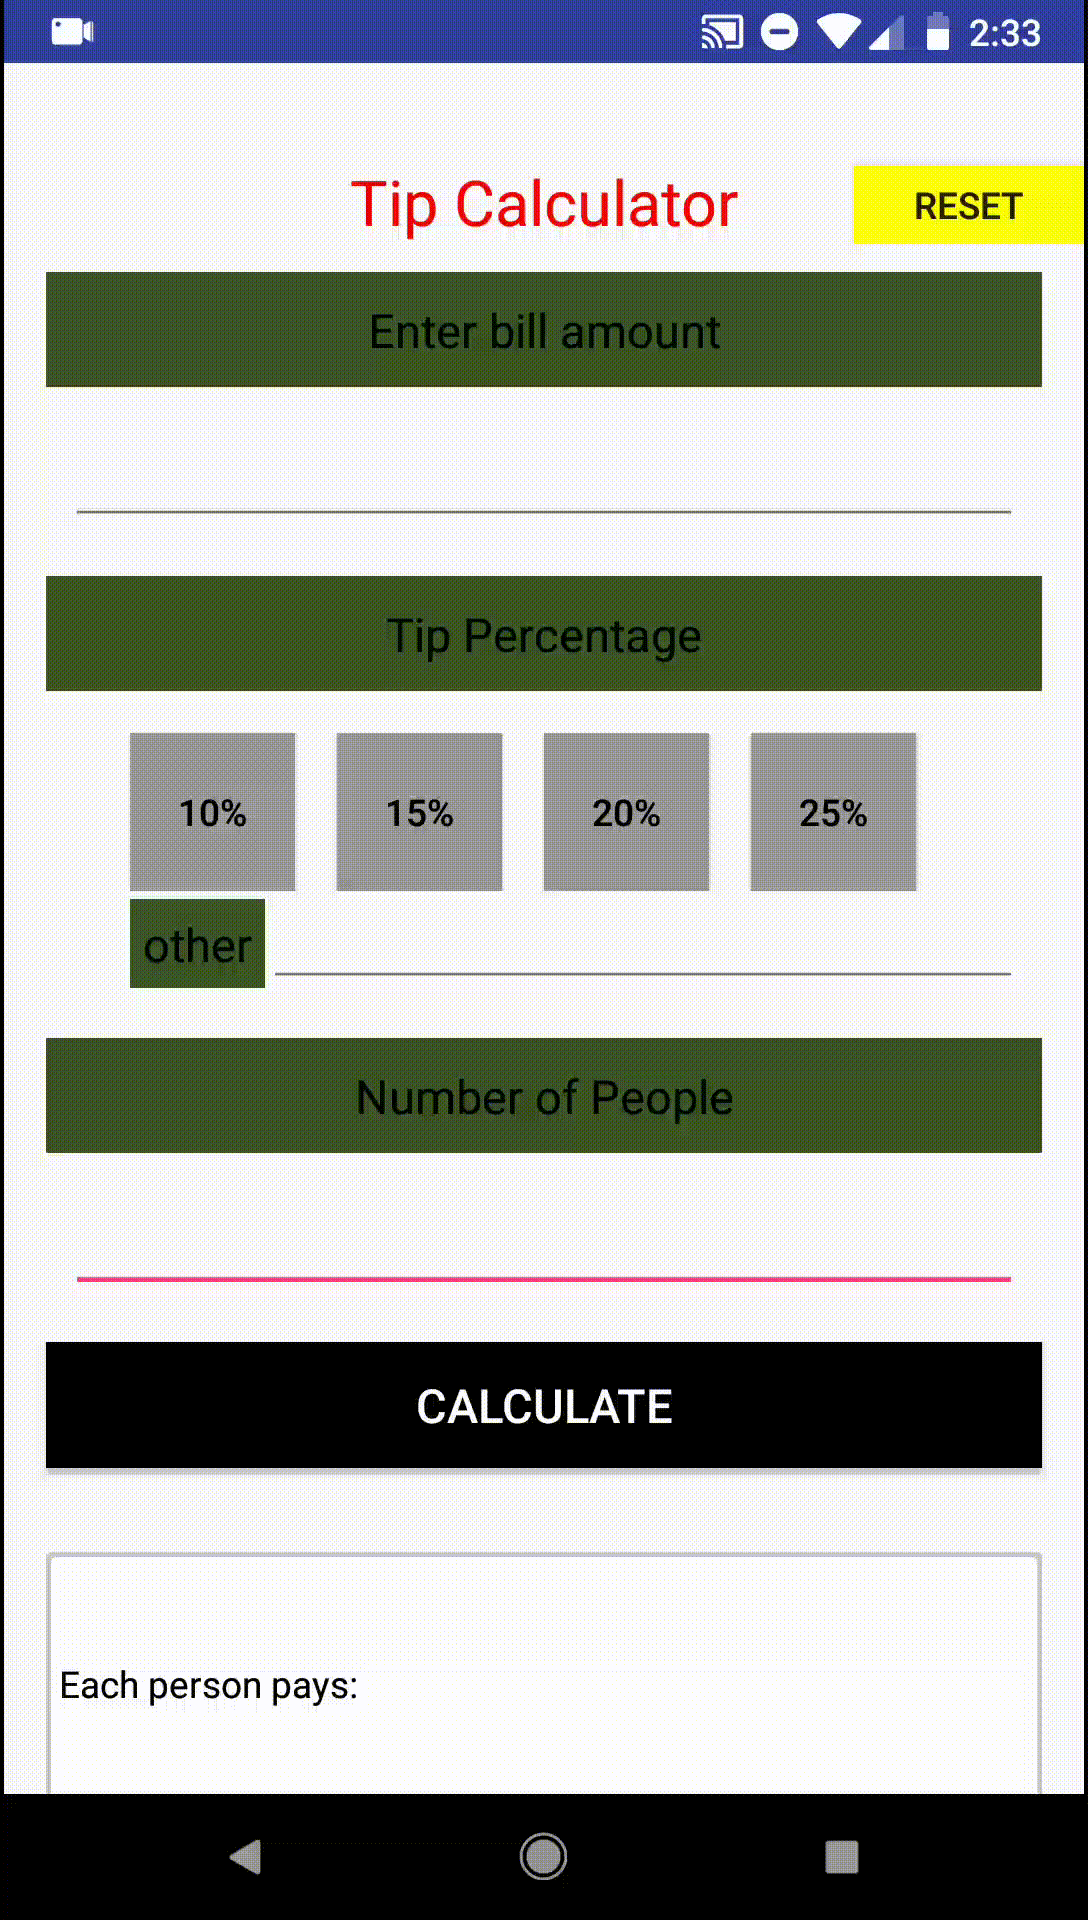 2:33
Tip Calculator
RESET
Enter bill amount
Tip Percentage
10% 15% 20% 25%
other
Number of People
CALCULATE
Each person pays: